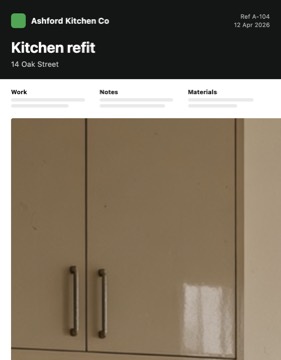 Ashford Kitchen Co
Ref A-104
12 Apr 2026
Kitchen refit
14 Oak Street
Work
Notes
Materials